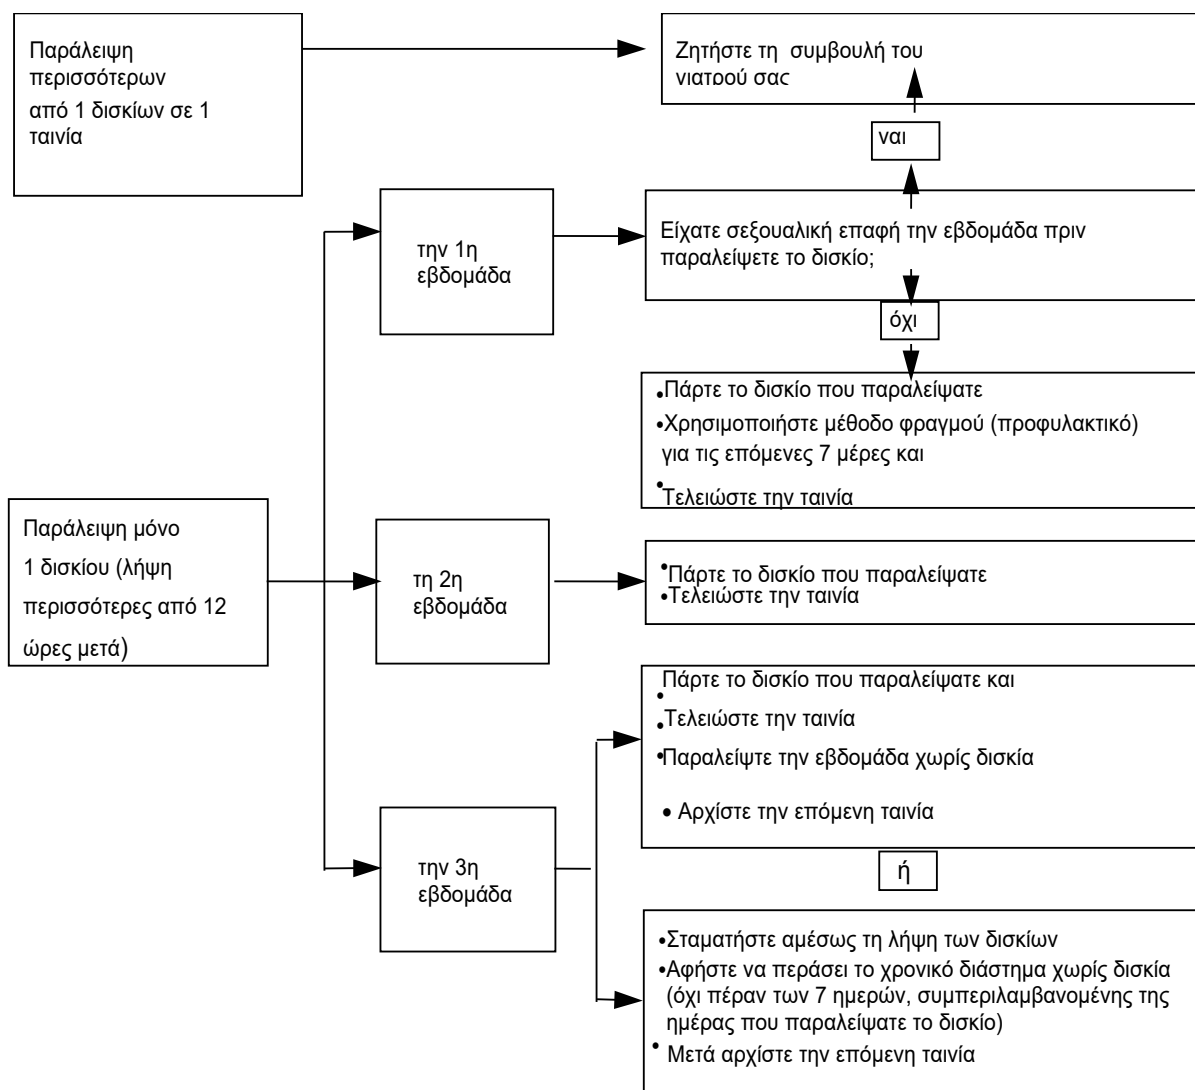 Παράλειψη
περισσότερων
από 1 δισκίων σε 1
ταινία
Ζητήστε τη συμβουλή του
γιατρού σας
ναι
την 1η
εβδομάδα
Είχατε σεξουαλική επαφή την εβδομάδα πριν
παραλείψετε το δισκίο;
όχι
•Πάρτε το δισκίο που παραλείψατε
•Χρησιμοποιήστε μέθοδο φραγμού (προφυλακτικό)
για τις επόμενες 7 μέρες και
•Τελειώστε την ταινία
Παράλειψη μόνο
1 δισκίου (λήψη
περισσότερες από 12
ώρες μετά)
τη 2η
εβδομάδα
•Πάρτε το δισκίο που παραλείψατε
•Τελειώστε την ταινία
•Πάρτε το δισκίο που παραλείψατε και
•Τελειώστε την ταινία
•Παραλείψτε την εβδομάδα χωρίς δισκία
• Αρχίστε την επόμενη ταινία
ή
την 3η
εβδομάδα
•Σταματήστε αμέσως τη λήψη των δισκίων
•Αφήστε να περάσει το χρονικό διάστημα χωρίς δισκία
(όχι πέραν των 7 ημερών, συμπεριλαμβανομένης της
ημέρας που παραλείψατε το δισκίο)
• Μετά αρχίστε την επόμενη ταινία